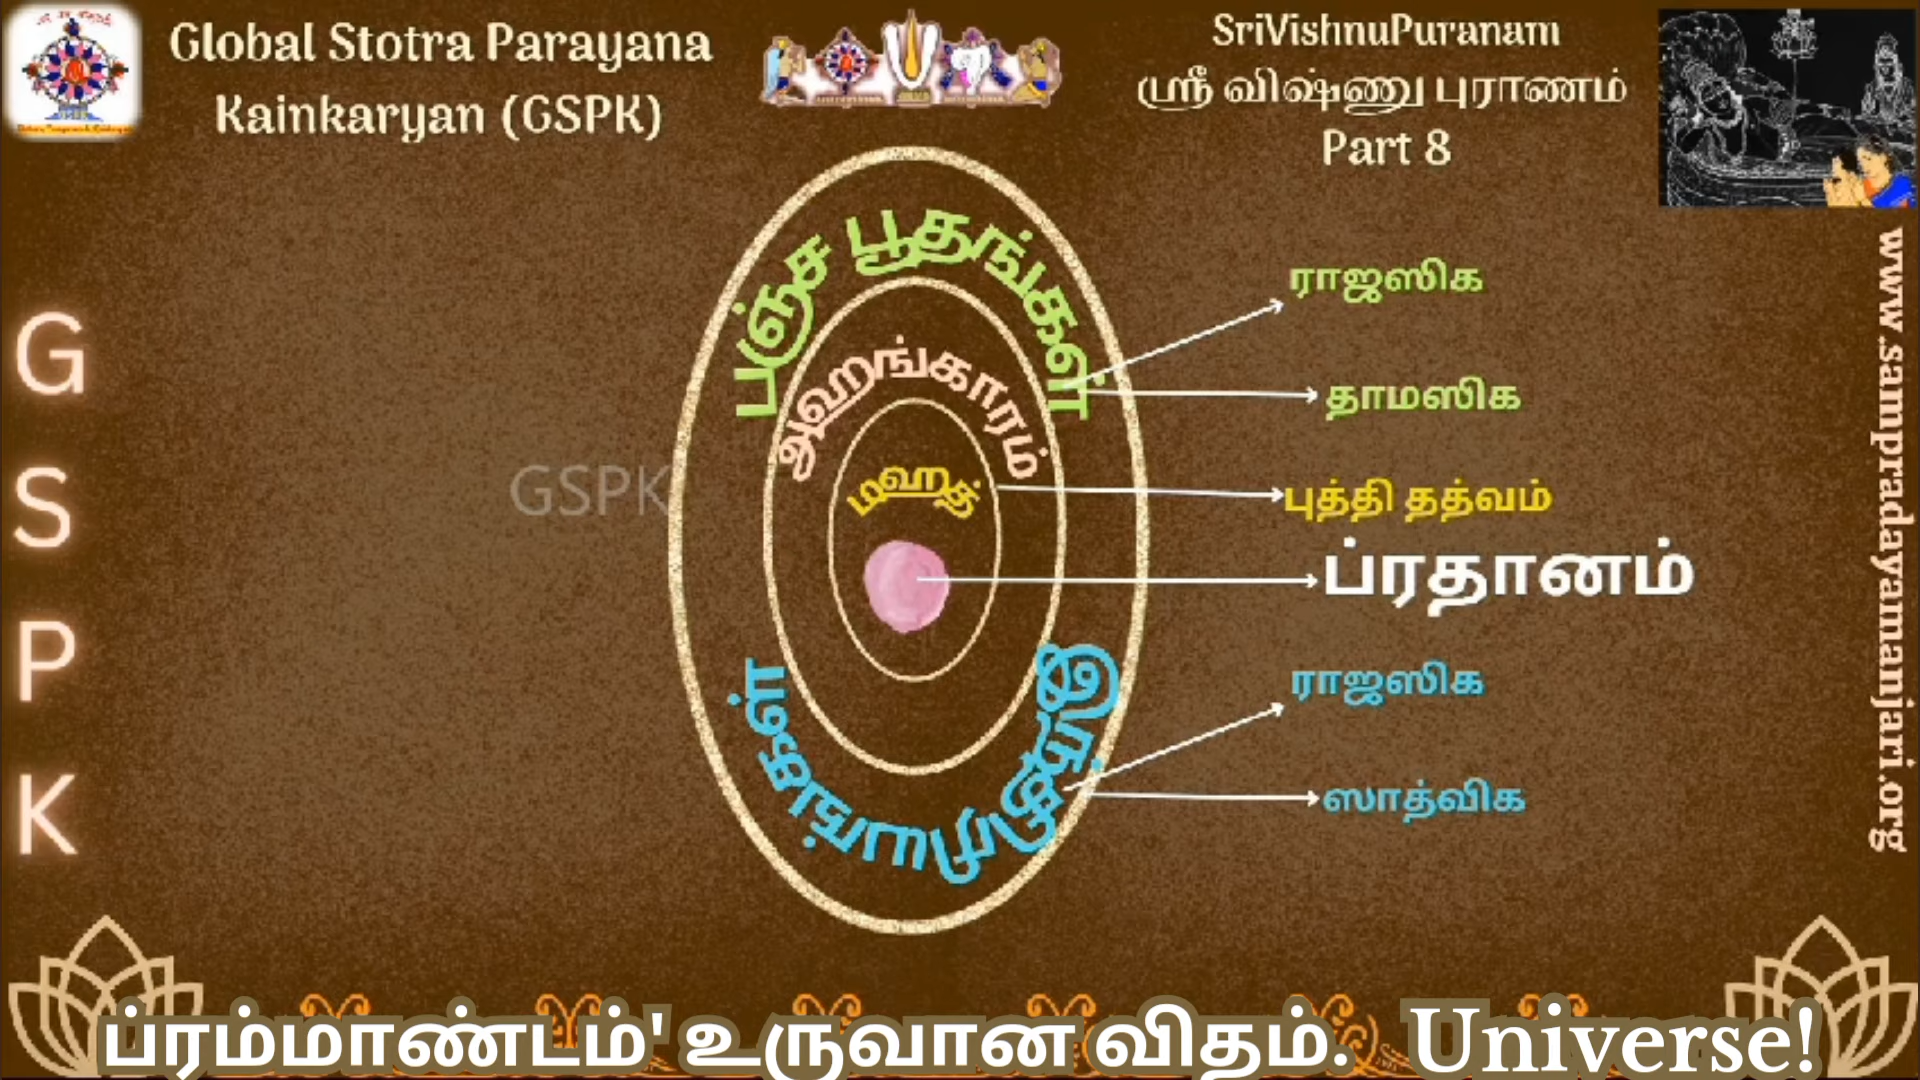 Global Stotra Parayana
Kainkaryan (GSPK)
SriVishnuPuranam
ஸ்ரீ விஷ்ணு புராணம்
Part 8
பஞ்ச பூதங்கள்
அஹங்காரம்
மஹத்
ராஜஸிக
தாமஸிக
புத்தி தத்வம்
ப்ரதானம்
ராஜஸிக
ஸாத்விக
இந்த்ரியங்கள்
GSPK
G
S
P
K
www.sampradayamanjari.org
ப்ரம்மாண்டம்' உருவான விதம். Universe!